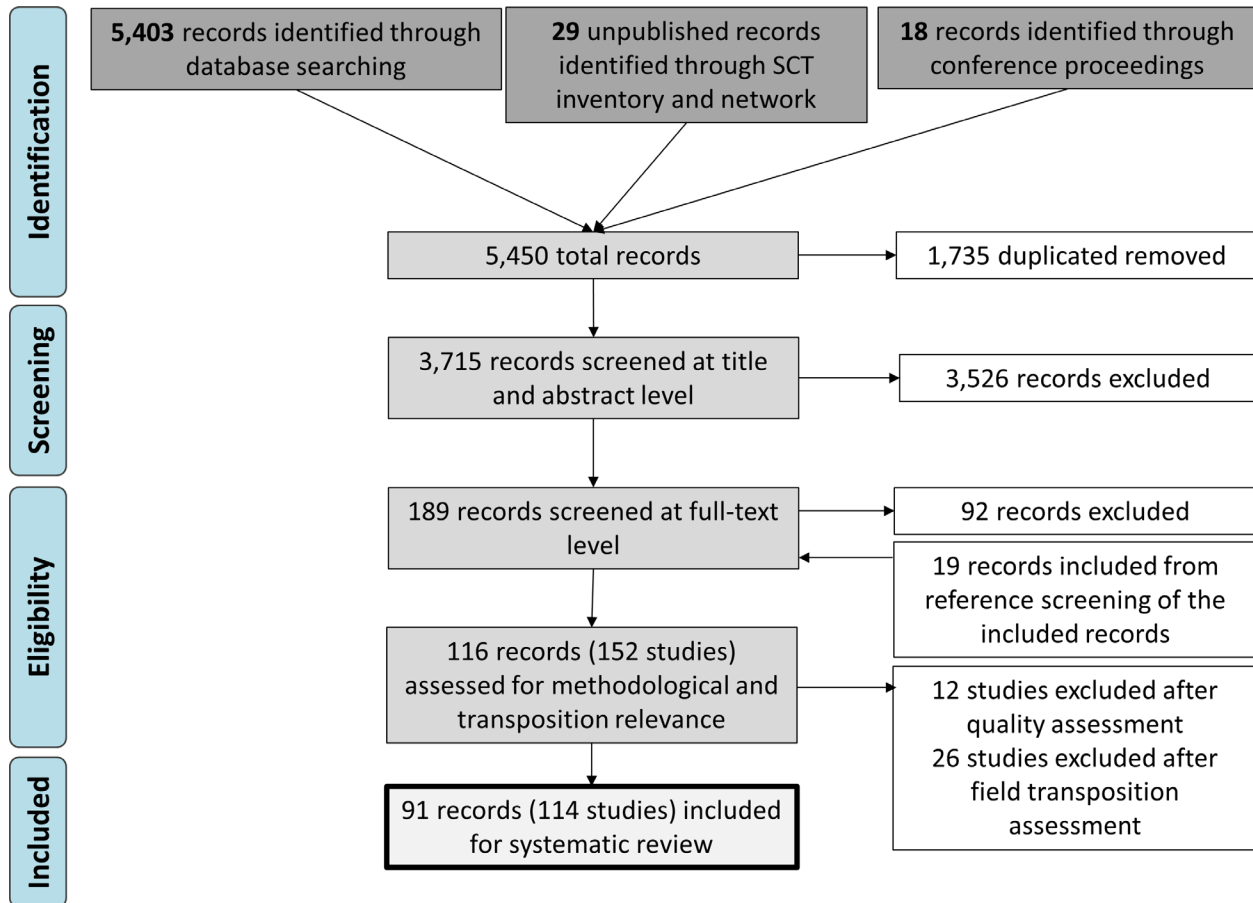 Identification
5,403 records identified through
database searching
29 unpublished records
identified through SCT
inventory and network
18 records identified through
conference proceedings
5,450 total records
1,735 duplicated removed
Screening
3,715 records screened at title
and abstract level
3,526 records excluded
Eligibility
189 records screened at full-text
level
92 records excluded
19 records included from
reference screening of the
included records
116 records (152 studies)
assessed for methodological and
transposition relevance
12 studies excluded after
quality assessment
26 studies excluded after
field transposition
assessment
Included
91 records (114 studies) included
for systematic review